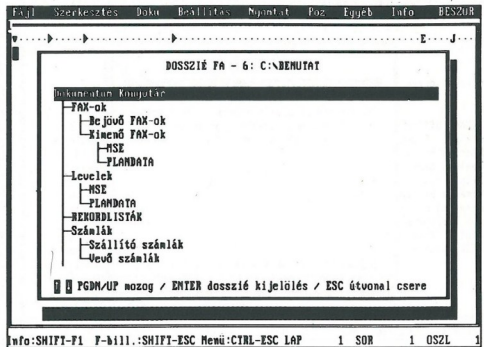 Fájl Szerkesztés Doku Beállítás Nyomtat Poz Egyéb Info BESZÚR
E J
DOSSZIÉ FA - 6: C:\BEMUTAT
Dokumentum Könyvtár
FAX-ok
Bejövő FAX-ok
Kimenő FAX-ok
MSE
PLANDATA
Levelek
MSE
PLANDATA
REKORDLISTÁK
Számlák
Szállító számlák
Vevő számlák
PGDN/UP mozog / ENTER dosszié kijelölés / ESC útvonal csere
Info:SHIFT-F1 F-bill.:SHIFT-ESC Menü:CTRL-ESC LAP 1 SOR 1 OSZL 1